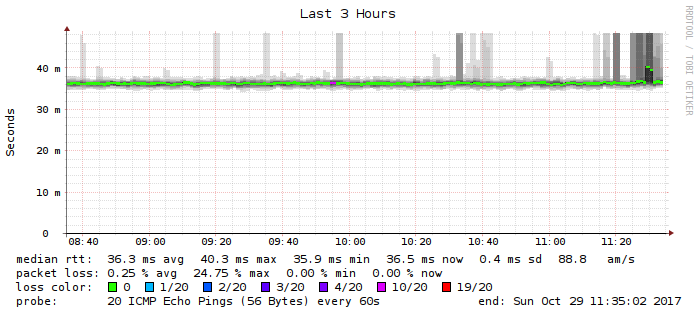 Last 3 Hours
RRDTOOL / TOBI OETIKER
Seconds
40 m
30 m
20 m
10 m
0
08:40 09:00 09:20 09:40 10:00 10:20 10:40 11:00 11:20
median rtt: 36.3 ms avg 40.3 ms max 35.9 ms min 36.5 ms now 0.4 ms sd 88.8 am/s
packet loss: 0.25 % avg 24.75 % max 0.00 % min 0.00 % now
loss color: 0 1/20 2/20 3/20 4/20 10/20 19/20
probe: 20 ICMP Echo Pings (56 Bytes) every 60s end: Sun Oct 29 11:35:02 2017